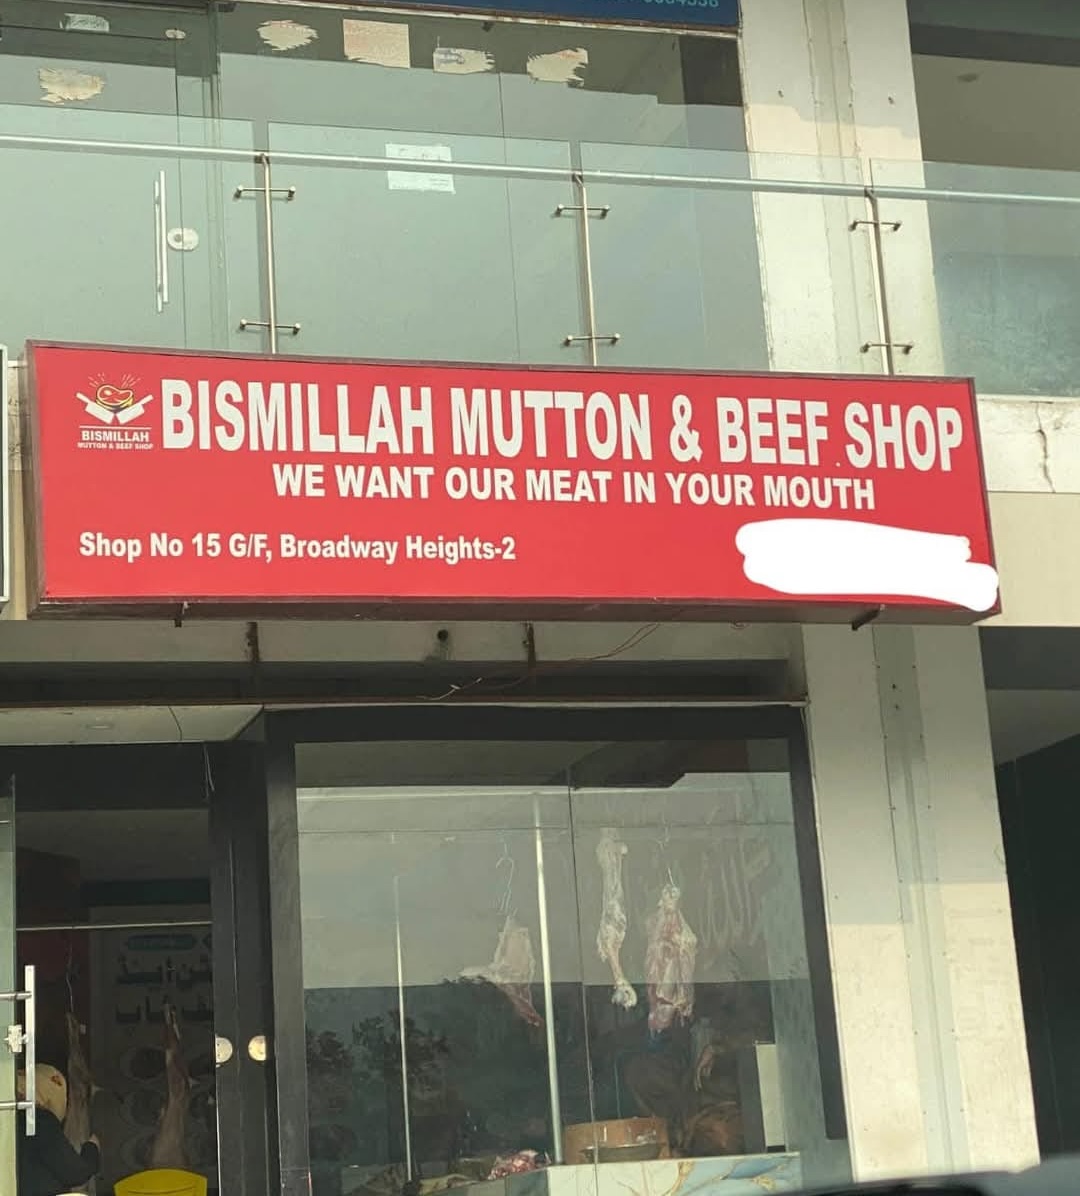 BISMILLAH
MUTTON & BEEF SHOP
BISMILLAH MUTTON & BEEF SHOP
WE WANT OUR MEAT IN YOUR MOUTH
Shop No 15 G/F, Broadway Heights-2